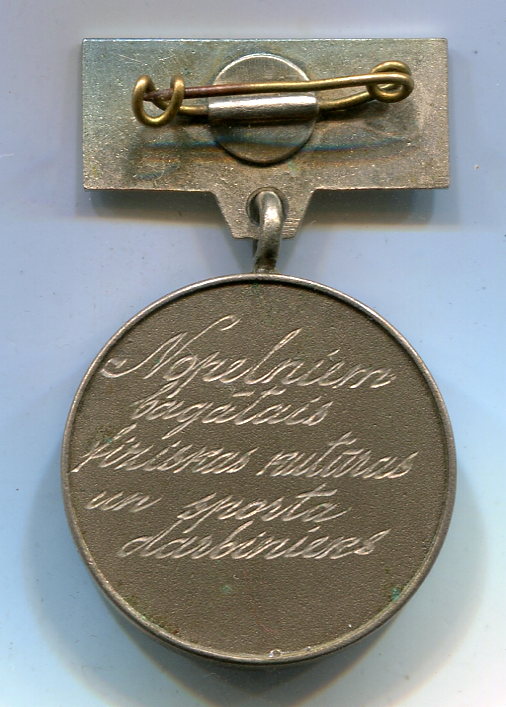 Nopelniem
bagātais
fiziskas kulturas
un sporta
darbinieks